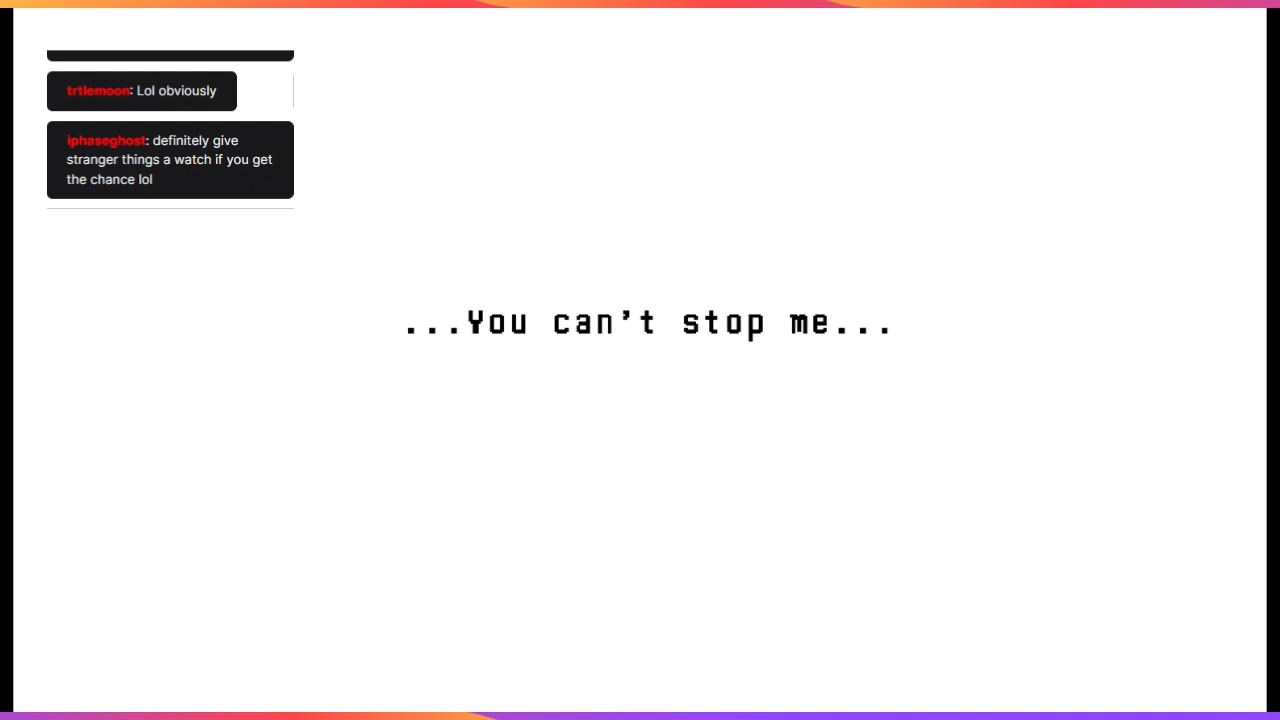 trtlemoon: Lol obviously
iphaseghost: definitely give
stranger things a watch if you get
the chance lol
...You can't stop me...